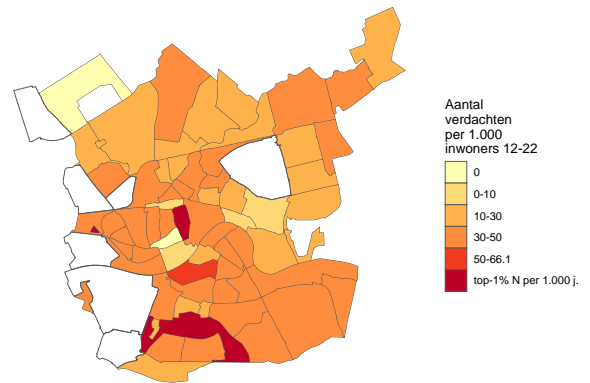 Aantal
verdachten
per 1.000
inwoners 12-22
0
0-10
10-30
30-50
50-66.1
top-1% N per 1.000 j.